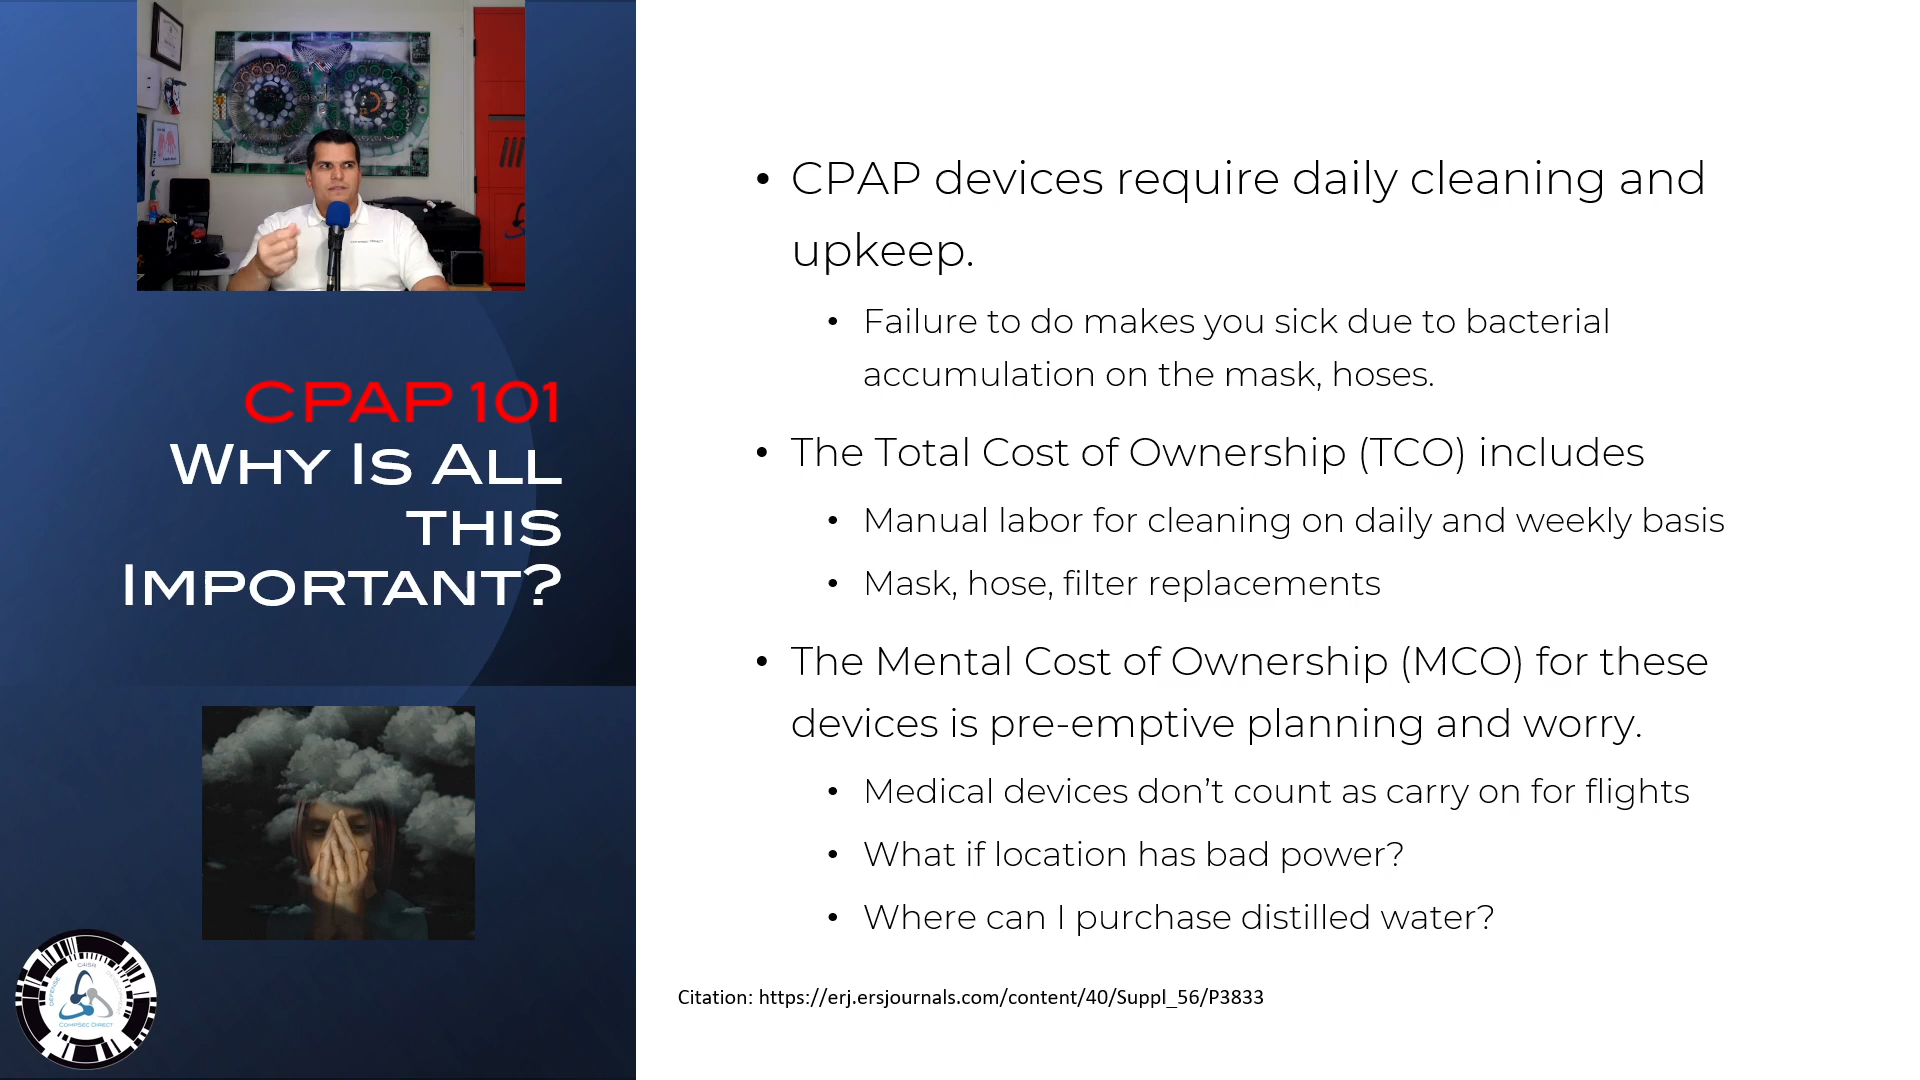 CPAP 101
Why Is All
this
Important?
• CPAP devices require daily cleaning and
upkeep.
• Failure to do makes you sick due to bacterial
accumulation on the mask, hoses.
• The Total Cost of Ownership (TCO) includes
• Manual labor for cleaning on daily and weekly basis
• Mask, hose, filter replacements
• The Mental Cost of Ownership (MCO) for these
devices is pre-emptive planning and worry.
• Medical devices don’t count as carry on for flights
• What if location has bad power?
• Where can I purchase distilled water?
Citation: https://erj.ersjournals.com/content/40/Suppl_56/P3833
DEFENSE
CompSec Direct